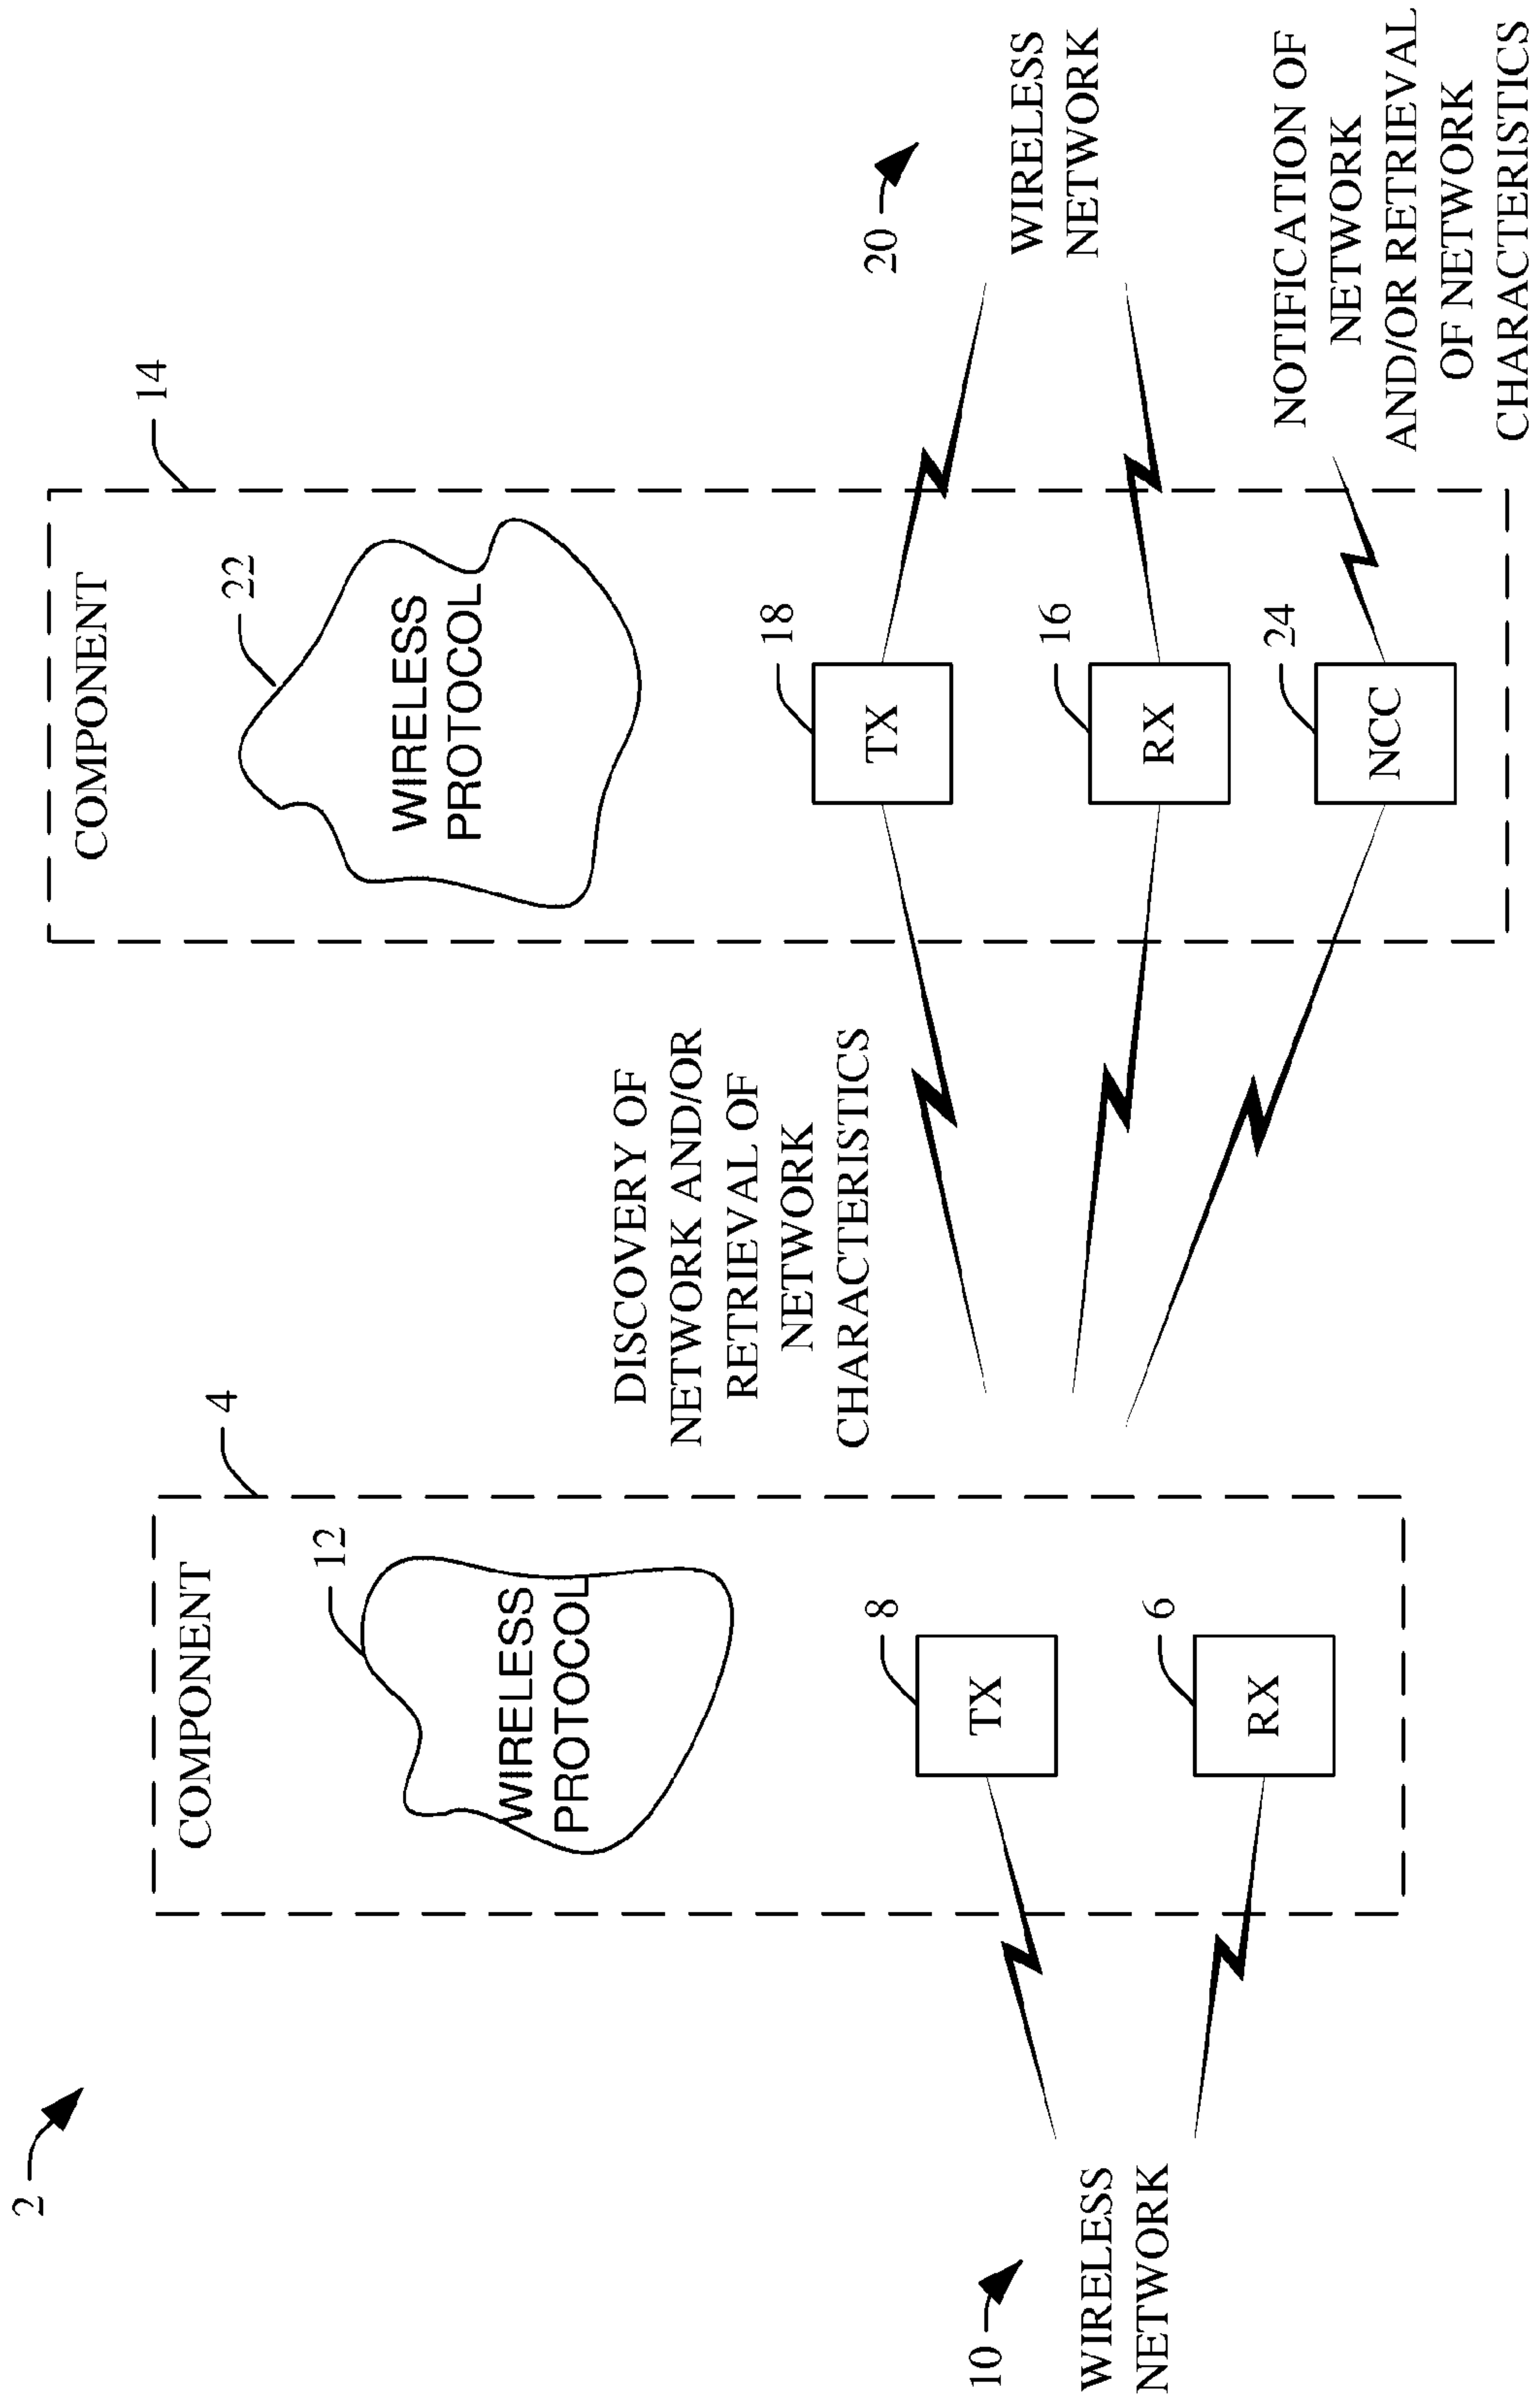 2
10
WIRELESS
NETWORK
4
COMPONENT
12
WIRELESS
PROTOCOL
8
TX
6
RX
DISCOVERY OF
NETWORK AND/OR
RETRIEVAL OF
NETWORK
CHARACTERISTICS
14
COMPONENT
22
WIRELESS
PROTOCOL
18
TX
16
RX
24
NCC
20
WIRELESS
NETWORK
NOTIFICATION OF
NETWORK
AND/OR RETRIEVAL
OF NETWORK
CHARACTERISTICS